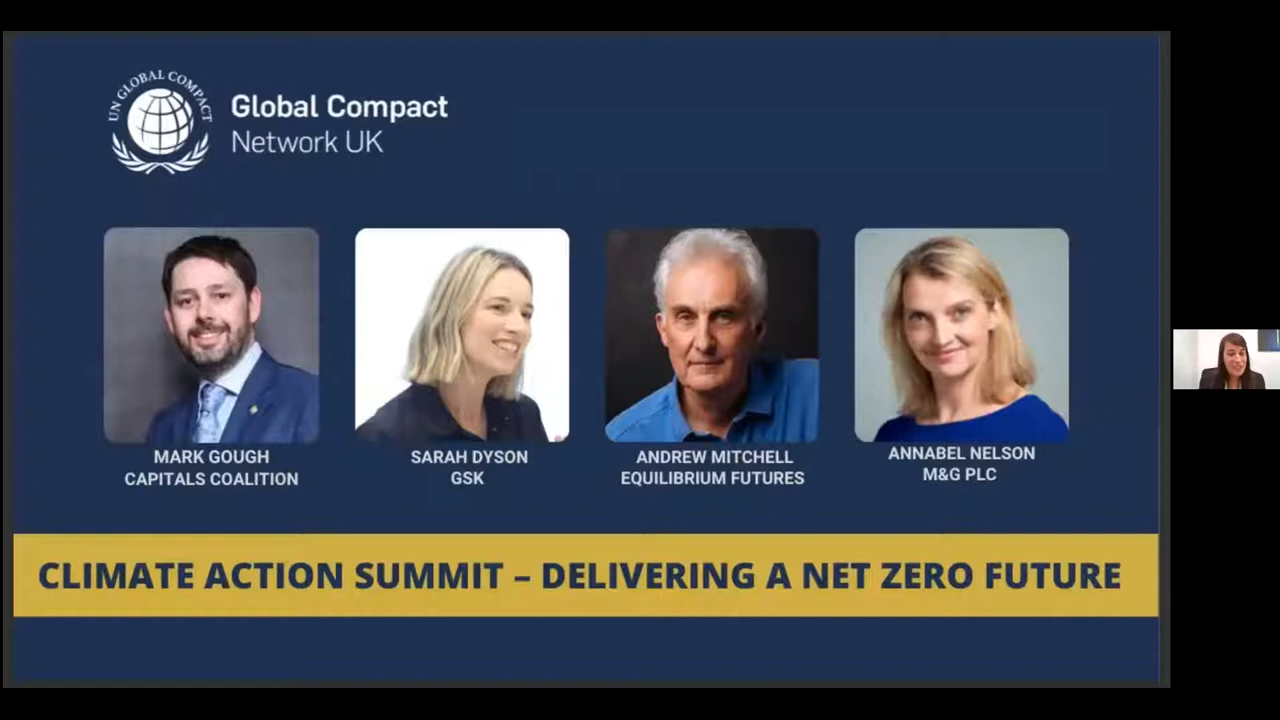 UN GLOBAL COMPACT
Global Compact
Network UK
MARK GOUGH
CAPITALS COALITION
SARAH DYSON
GSK
ANDREW MITCHELL
EQUILIBRIUM FUTURES
ANNABEL NELSON
M&G PLC
CLIMATE ACTION SUMMIT – DELIVERING A NET ZERO FUTURE